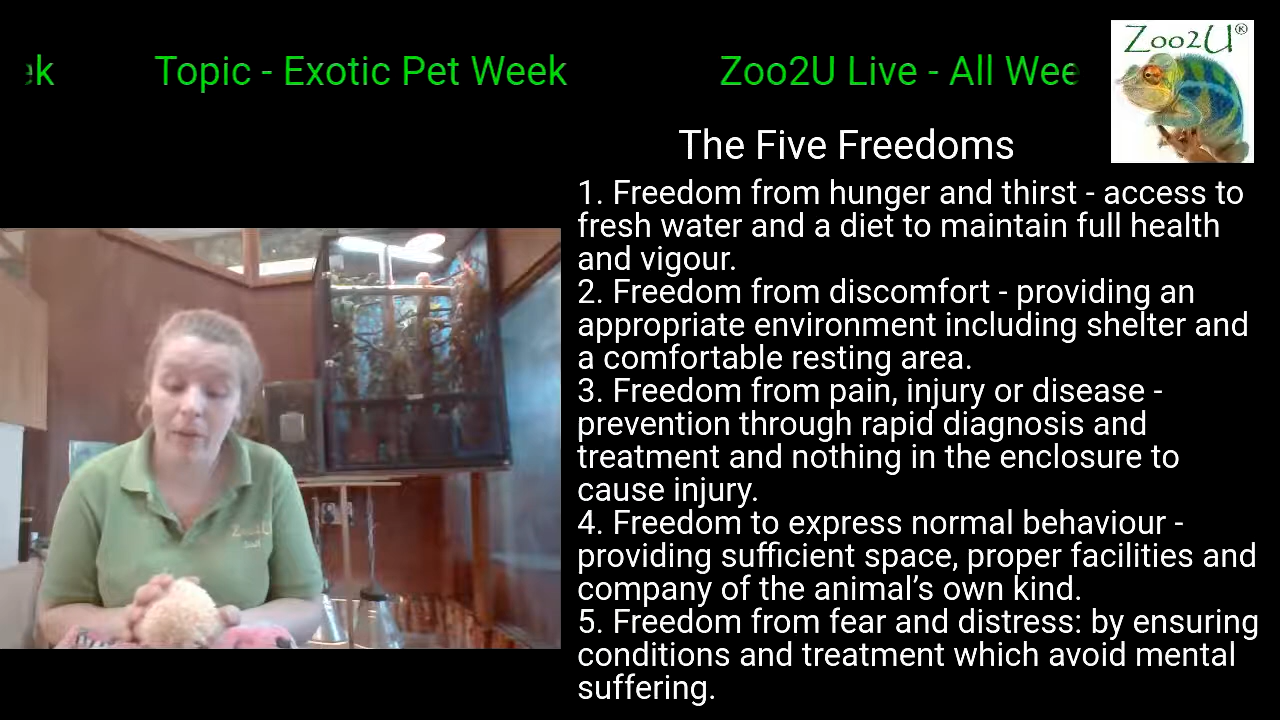 ek Topic - Exotic Pet Week Zoo2U Live - All Wee
Zoo2U®
The Five Freedoms
1. Freedom from hunger and thirst - access to
fresh water and a diet to maintain full health
and vigour.
2. Freedom from discomfort - providing an
appropriate environment including shelter and
a comfortable resting area.
3. Freedom from pain, injury or disease -
prevention through rapid diagnosis and
treatment and nothing in the enclosure to
cause injury.
4. Freedom to express normal behaviour -
providing sufficient space, proper facilities and
company of the animal’s own kind.
5. Freedom from fear and distress: by ensuring
conditions and treatment which avoid mental
suffering.
Zoo2U